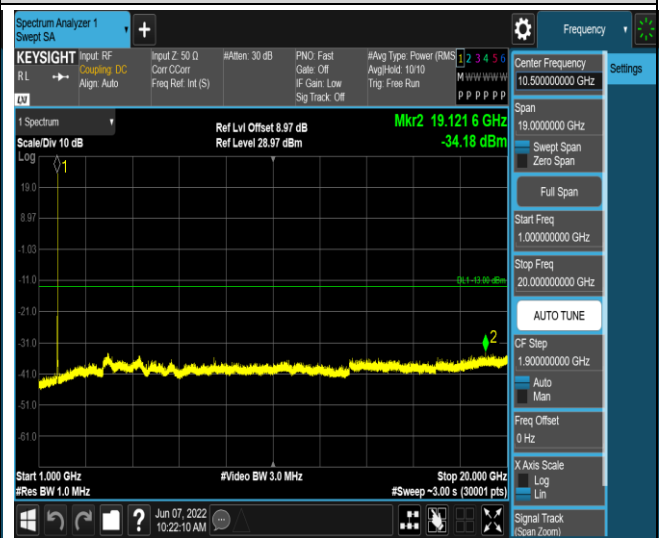 Spectrum Analyzer 1
Swept SA
+
Frequency
KEYSIGHT
RL
LXI
Input: RF
Coupling: DC
Align: Auto
Input Z: 50 Ω
Corr CCorr
Freq Ref: Int (S)
#Atten: 30 dB
PNO: Fast
Gate: Off
IF Gain: Low
Sig Track: Off
#Avg Type: Power (RMS
Avg|Hold: 10/10
Trig: Free Run
1 2 3 4 5 6
M W W W W W
P P P P P P
Center Frequency
10.500000000 GHz
Settings
Span
19.0000000 GHz
Swept Span
Zero Span
Full Span
Start Freq
1.000000000 GHz
Stop Freq
20.000000000 GHz
AUTO TUNE
CF Step
1.900000000 GHz
Auto
Man
Freq Offset
0 Hz
X Axis Scale
Log
Lin
Signal Track
(Span Zoom)
1 Spectrum
Scale/Div 10 dB
Log
Ref Lvl Offset 8.97 dB
Ref Level 28.97 dBm
Mkr2 19.121 6 GHz
-34.18 dBm
1
19.0
8.97
-1.03
-11.0
DL1 -13.00 dBm
-21.0
-31.0
2
-41.0
-51.0
-61.0
Start 1.000 GHz
#Video BW 3.0 MHz
Stop 20.000 GHz
#Res BW 1.0 MHz
#Sweep ~3.00 s (30001 pts)
?
Jun 07, 2022
10:22:10 AM